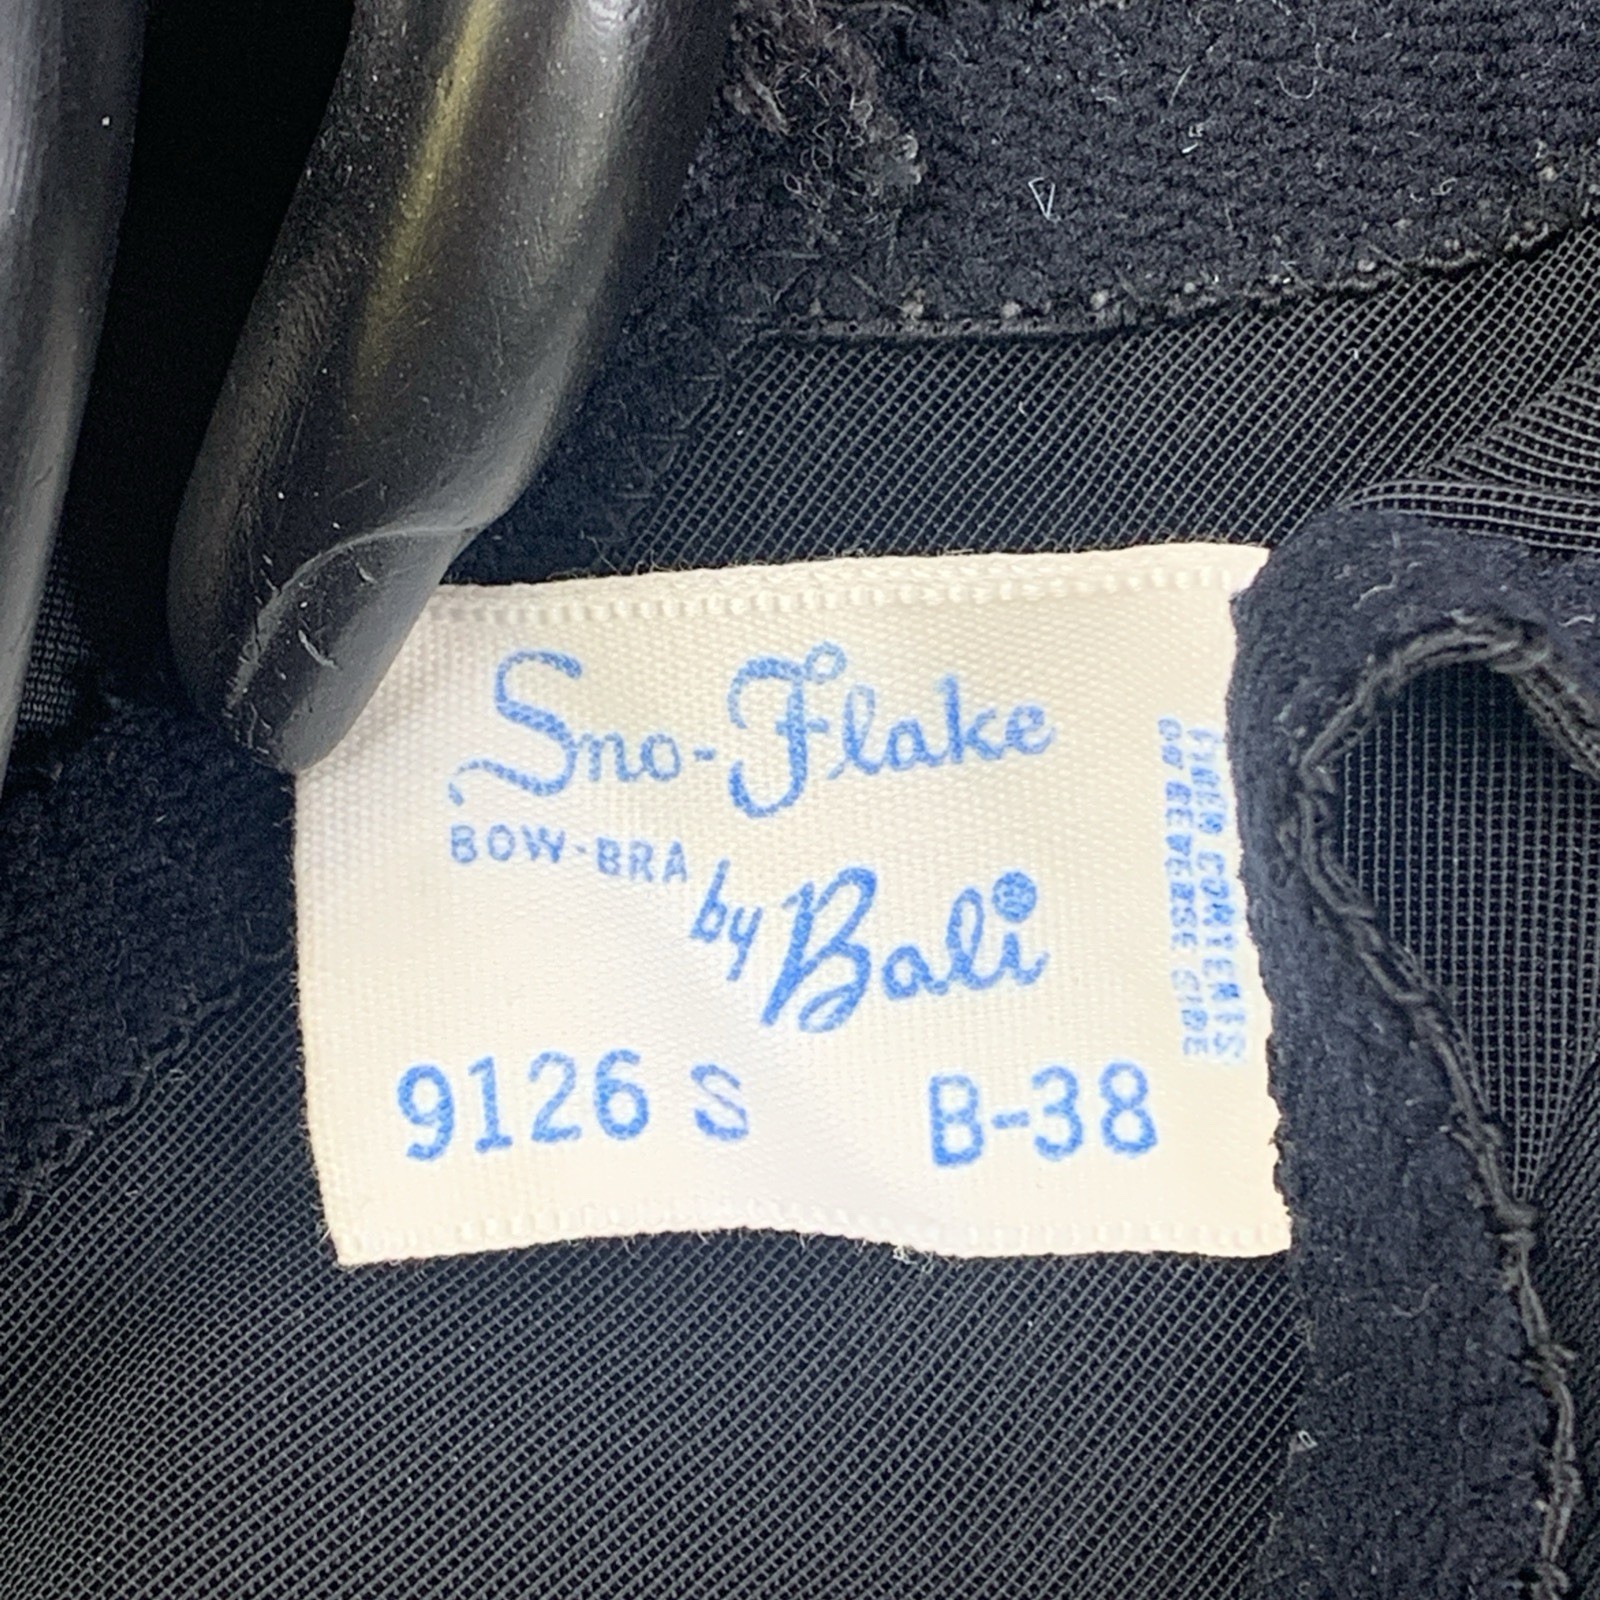 Sno-Flake
BOW-BRA
by Bali®
9126 S B-38
FIBER CONTENTS
ON REVERSE SIDE